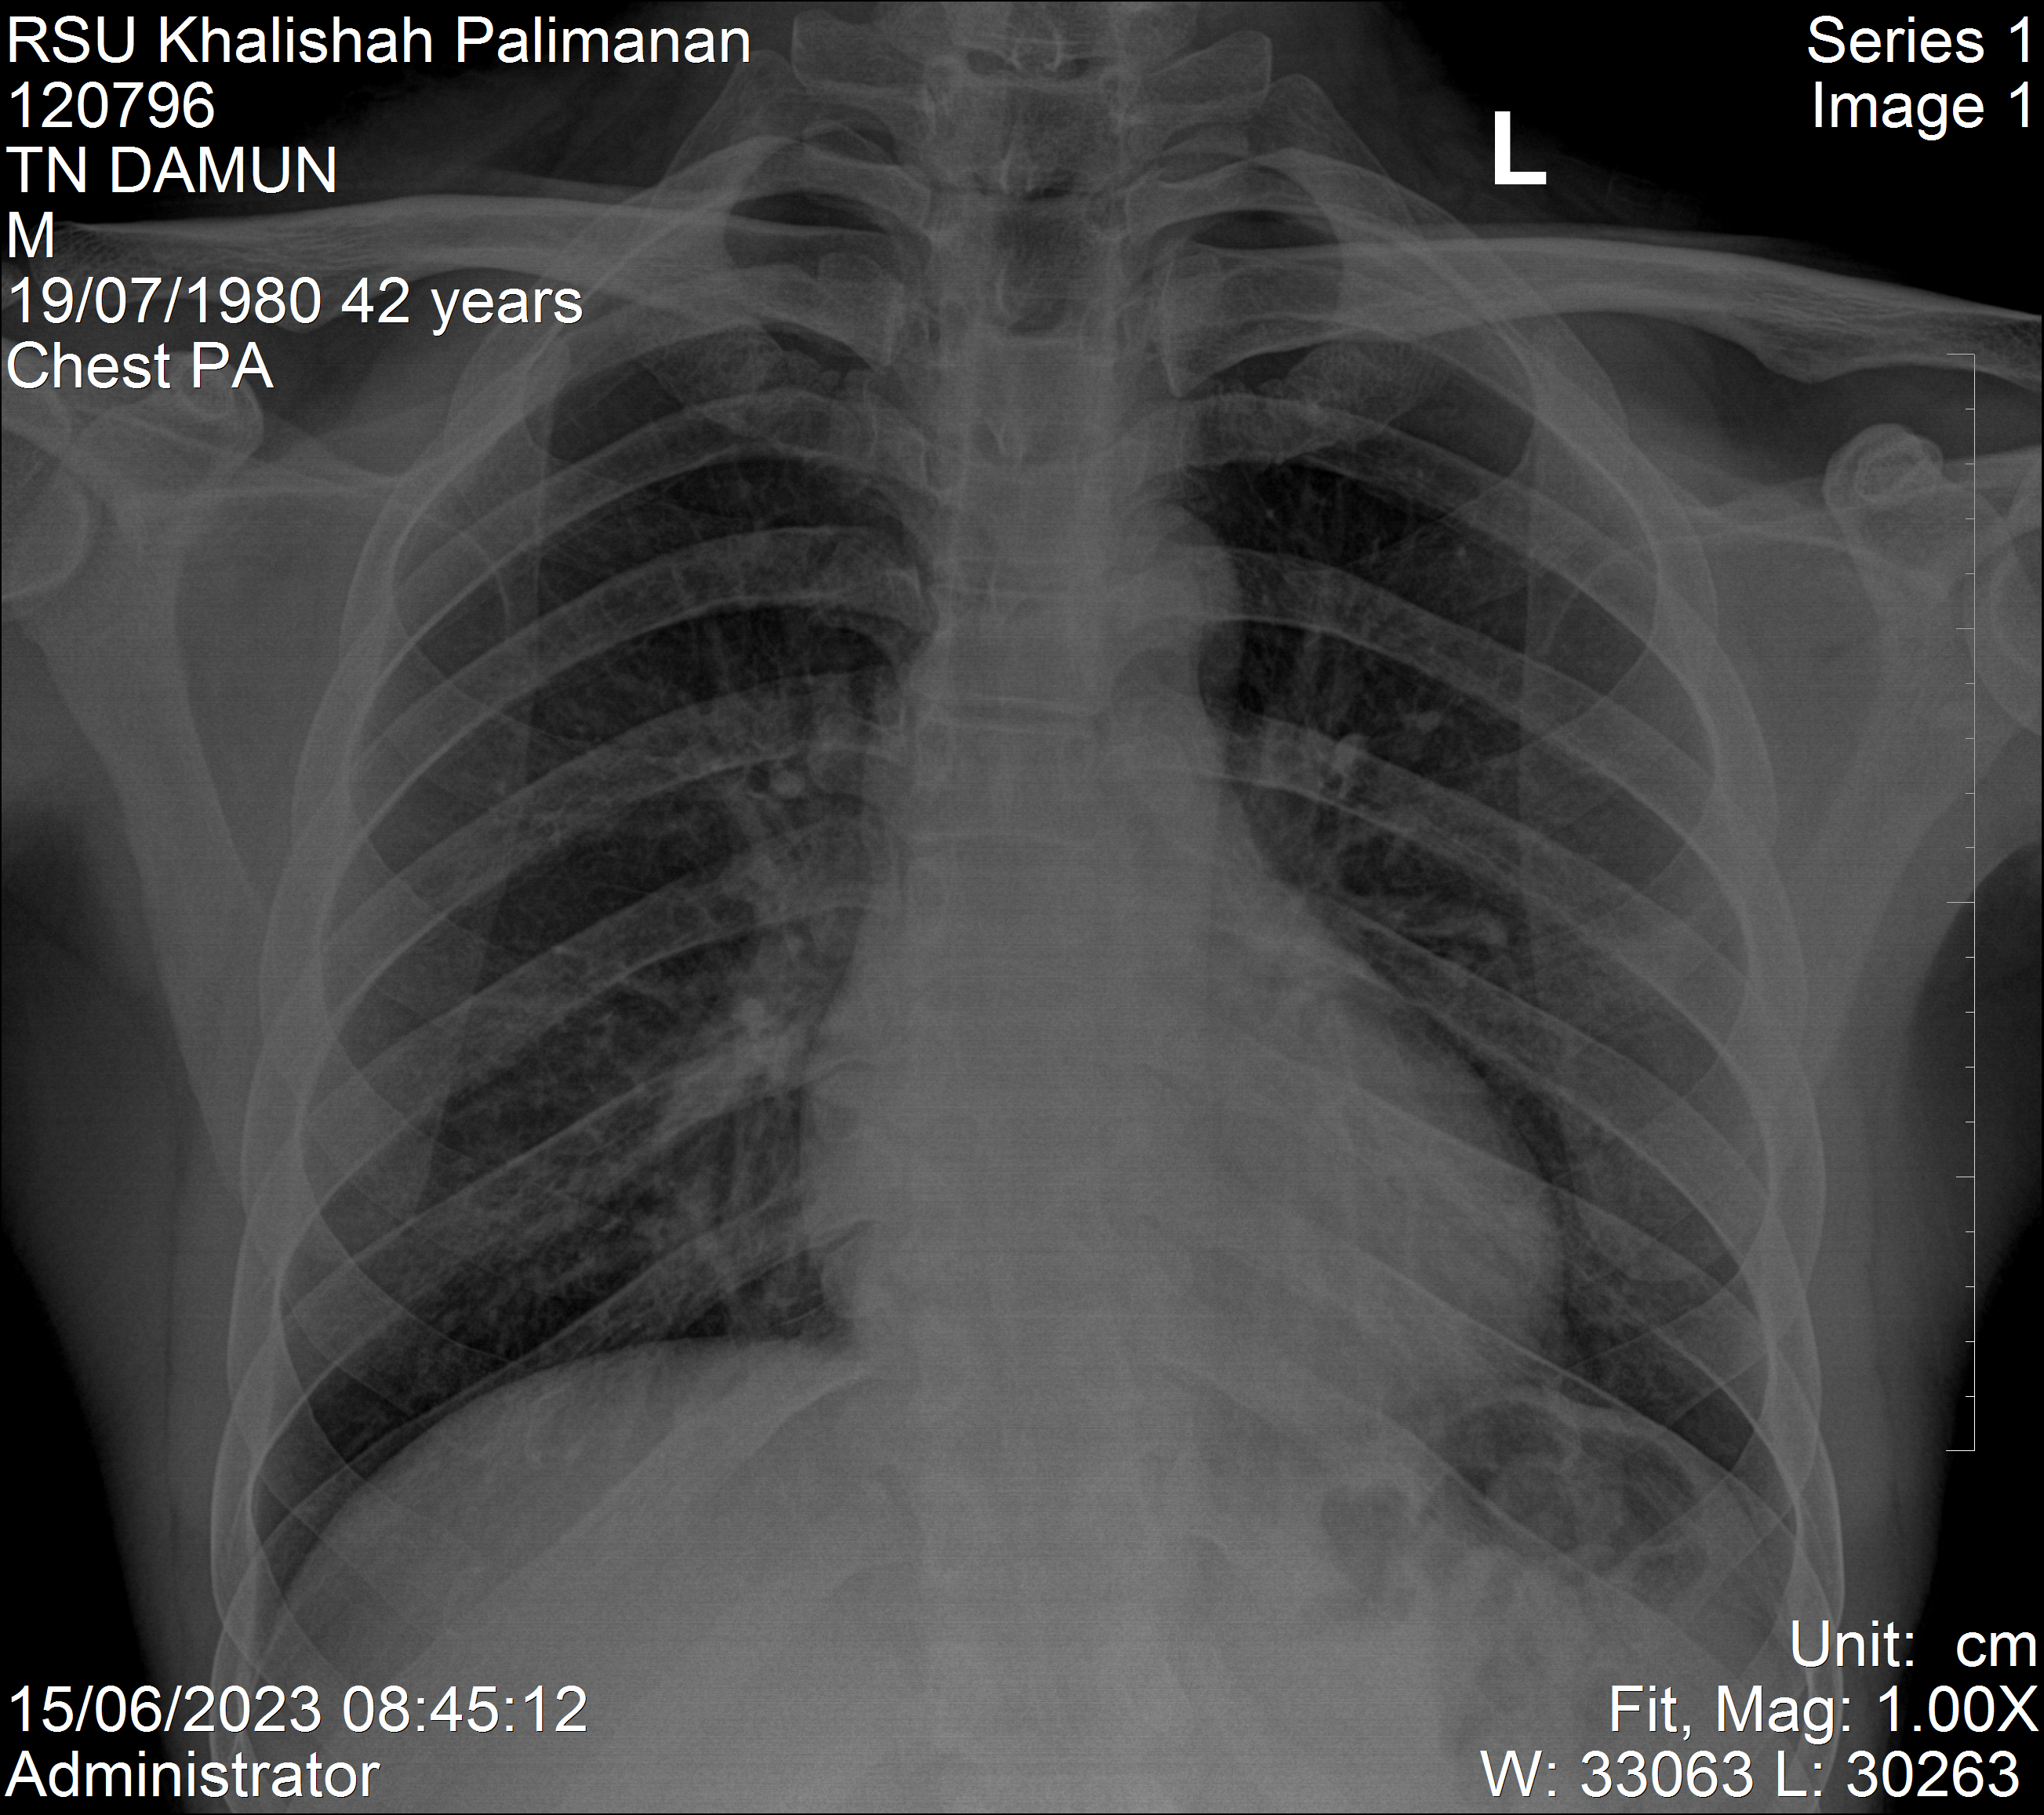 RSU Khalishah Palimanan
120796
TN DAMUN
M
19/07/1980 42 years
Chest PA
Series 1
Image 1
L
15/06/2023 08:45:12
Administrator
Unit: cm
Fit, Mag: 1.00X
W: 33063 L: 30263